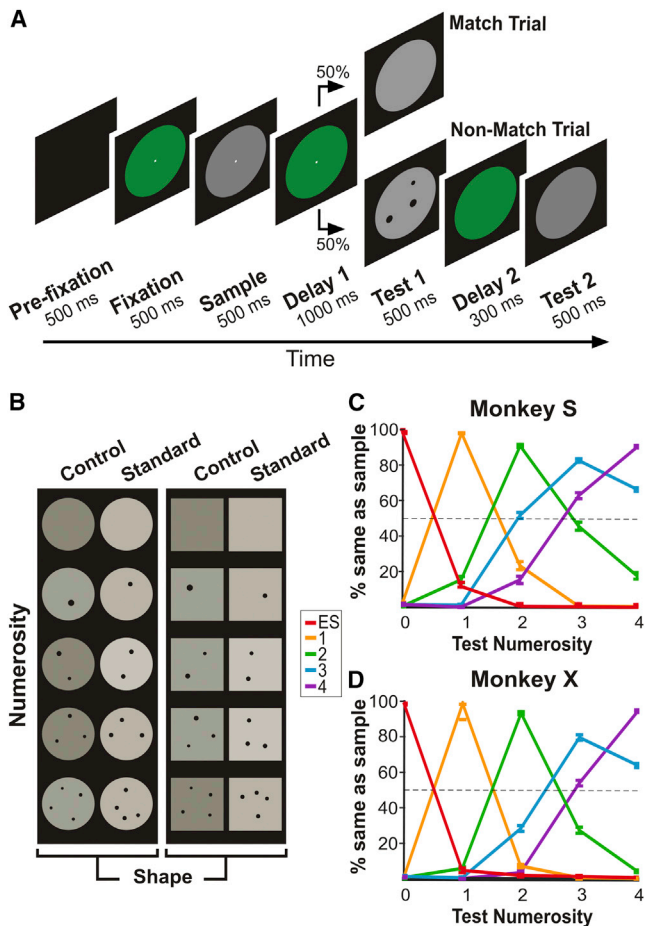 A
Match Trial
50%
Non-Match Trial
50%
Pre-fixation
500 ms
Fixation
500 ms
Sample
500 ms
Delay 1
1000 ms
Test 1
500 ms
Delay 2
300 ms
Test 2
500 ms
Time
B
Control
Standard
Control
Standard
Numerosity
Shape
ES
1
2
3
4
C
Monkey S
% same as sample
100
80
60
40
20
0 1 2 3 4
Test Numerosity
D
Monkey X
% same as sample
100
80
60
40
20
0 1 2 3 4
Test Numerosity